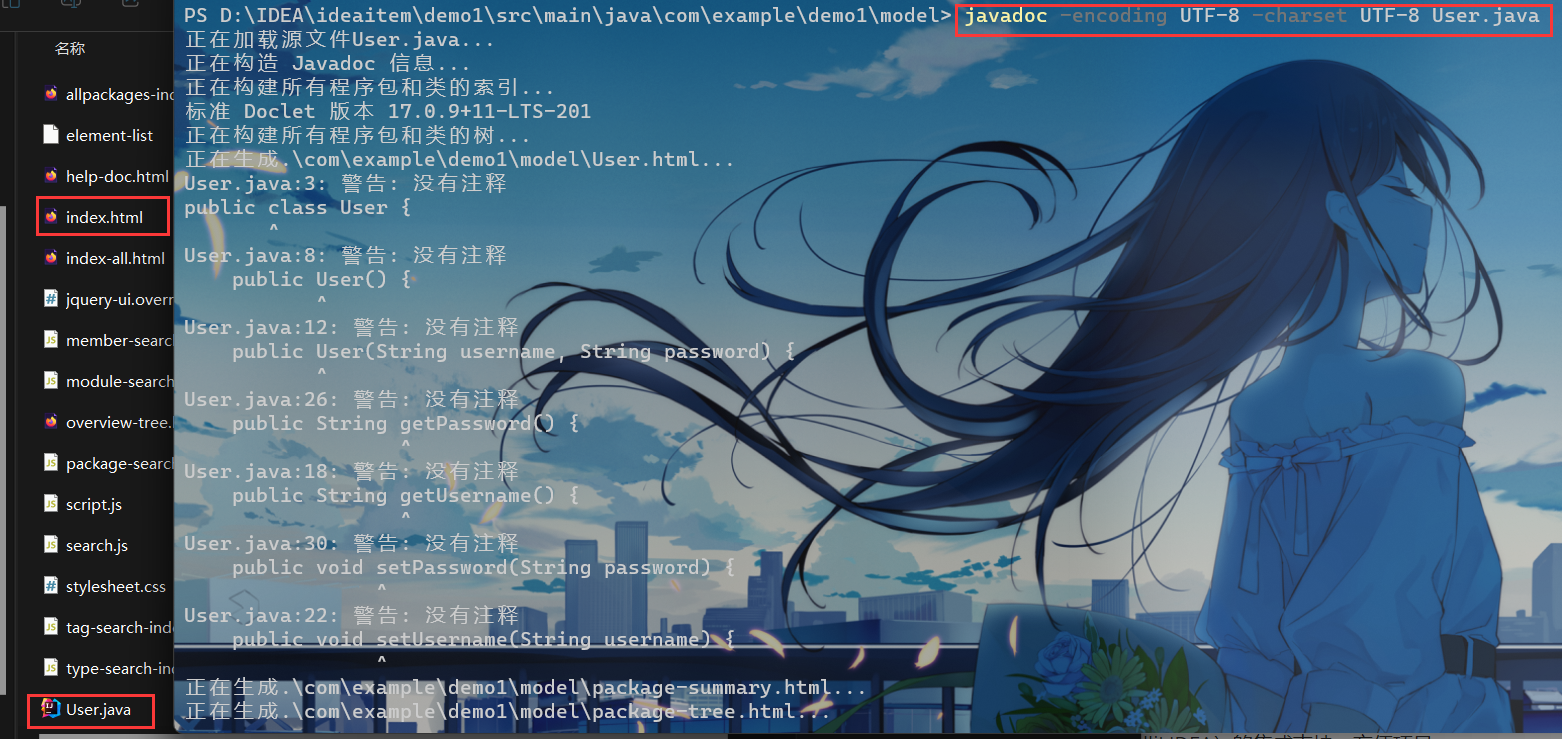 名称
allpackages-ind
element-list
help-doc.html
index.html
index-all.html
jquery-ui.overr
member-search
module-search
overview-tree.
package-search
script.js
search.js
stylesheet.css
tag-search-inde
type-search-ind
User.java
PS D:\IDEA\ideaitem\demo1\src\main\java\com\example\demo1\model> javadoc -encoding UTF-8 -charset UTF-8 User.java
正在加载源文件User.java...
正在构造 Javadoc 信息...
正在构建所有程序包和类的索引...
标准 Doclet 版本 17.0.9+11-LTS-201
正在构建所有程序包和类的树...
正在生成.\com\example\demo1\model\User.html...
User.java:3: 警告: 没有注释
public class User {
^
User.java:8: 警告: 没有注释
public User() {
^
User.java:12: 警告: 没有注释
public User(String username, String password) {
^
User.java:26: 警告: 没有注释
public String getPassword() {
^
User.java:18: 警告: 没有注释
public String getUsername() {
^
User.java:30: 警告: 没有注释
public void setPassword(String password) {
^
User.java:22: 警告: 没有注释
public void setUsername(String username) {
^
正在生成.\com\example\demo1\model\package-summary.html...
正在生成.\com\example\demo1\model\package-tree.html...